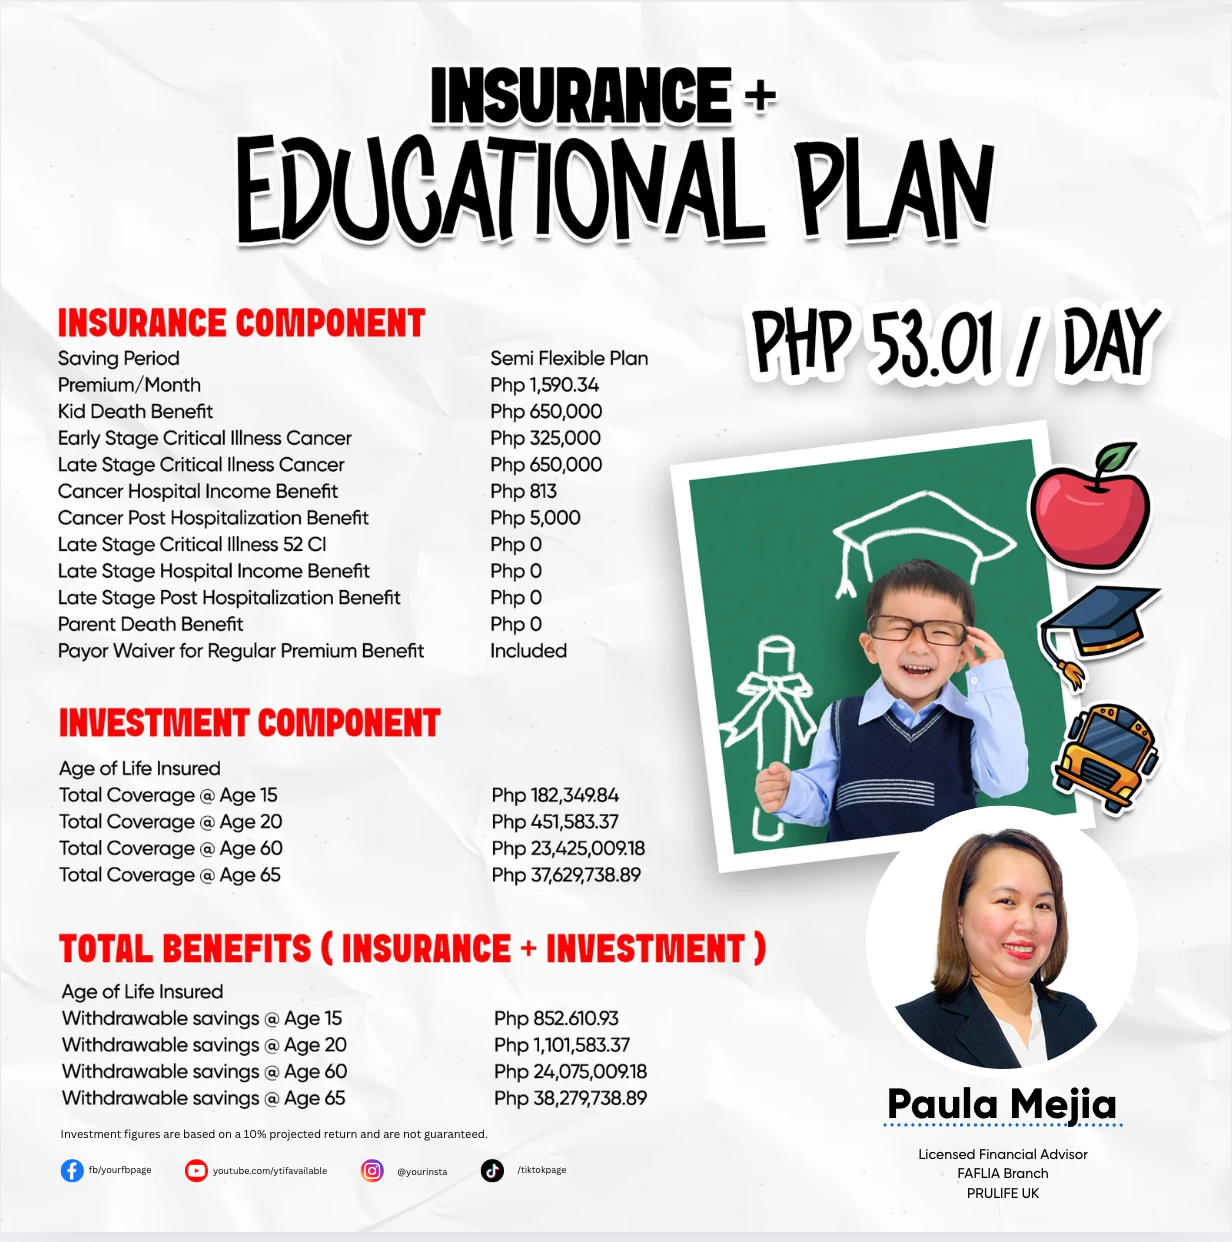 INSURANCE +
EDUCATIONAL PLAN
PHP 53.01 / DAY
INSURANCE COMPONENT
Saving Period Semi Flexible Plan
Premium/Month Php 1,590.34
Kid Death Benefit Php 650,000
Early Stage Critical Illness Cancer Php 325,000
Late Stage Critical Ilness Cancer Php 650,000
Cancer Hospital Income Benefit Php 813
Cancer Post Hospitalization Benefit Php 5,000
Late Stage Critical Illness 52 CI Php 0
Late Stage Hospital Income Benefit Php 0
Late Stage Post Hospitalization Benefit Php 0
Parent Death Benefit Php 0
Payor Waiver for Regular Premium Benefit Included
INVESTMENT COMPONENT
Age of Life Insured
Total Coverage @ Age 15 Php 182,349.84
Total Coverage @ Age 20 Php 451,583.37
Total Coverage @ Age 60 Php 23,425,009.18
Total Coverage @ Age 65 Php 37,629,738.89
TOTAL BENEFITS ( INSURANCE + INVESTMENT )
Age of Life Insured
Withdrawable savings @ Age 15 Php 852.610.93
Withdrawable savings @ Age 20 Php 1,101,583.37
Withdrawable savings @ Age 60 Php 24,075,009.18
Withdrawable savings @ Age 65 Php 38,279,738.89
Investment figures are based on a 10% projected return and are not guaranteed.
fb/yourfbpage youtube.com/ytifavailable @yourinsta /tiktokpage
Paula Mejia
Licensed Financial Advisor
FAFLIA Branch
PRULIFE UK